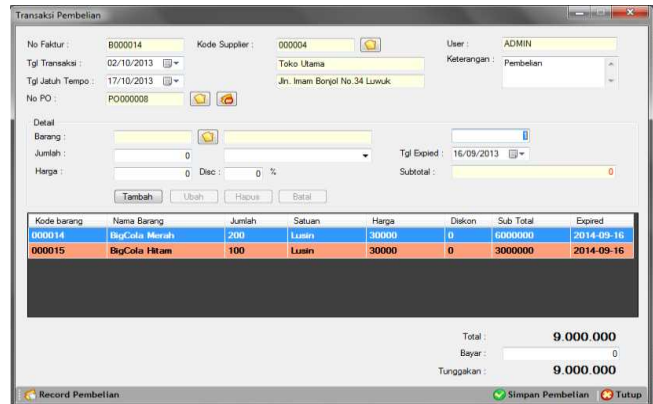 Transaksi Pembelian
No Faktur : B000014 Kode Supplier : 000004 User : ADMIN
Tgl Transaksi : 02/10/2013 Toko Utama Keterangan : Pembelian
Tgl Jatuh Tempo : 17/10/2013 Jln. Imam Bonjol No.34 Luwuk
No PO : PO000008
Detail
Barang : 1
Jumlah : 0 Tgl Expied : 16/09/2013
Harga : 0 Disc : 0 % Subtotal : 0
Tambah Ubah Hapus Batal
Kode barang Nama Barang Jumlah Satuan Harga Diskon Sub Total Expired
000014 BigCola Merah 200 Lusin 30000 0 6000000 2014-09-16
000015 BigCola Hitam 100 Lusin 30000 0 3000000 2014-09-16
Total : 9.000.000
Bayar : 0
Tunggakan : 9.000.000
Record Pembelian Simpan Pembelian Tutup